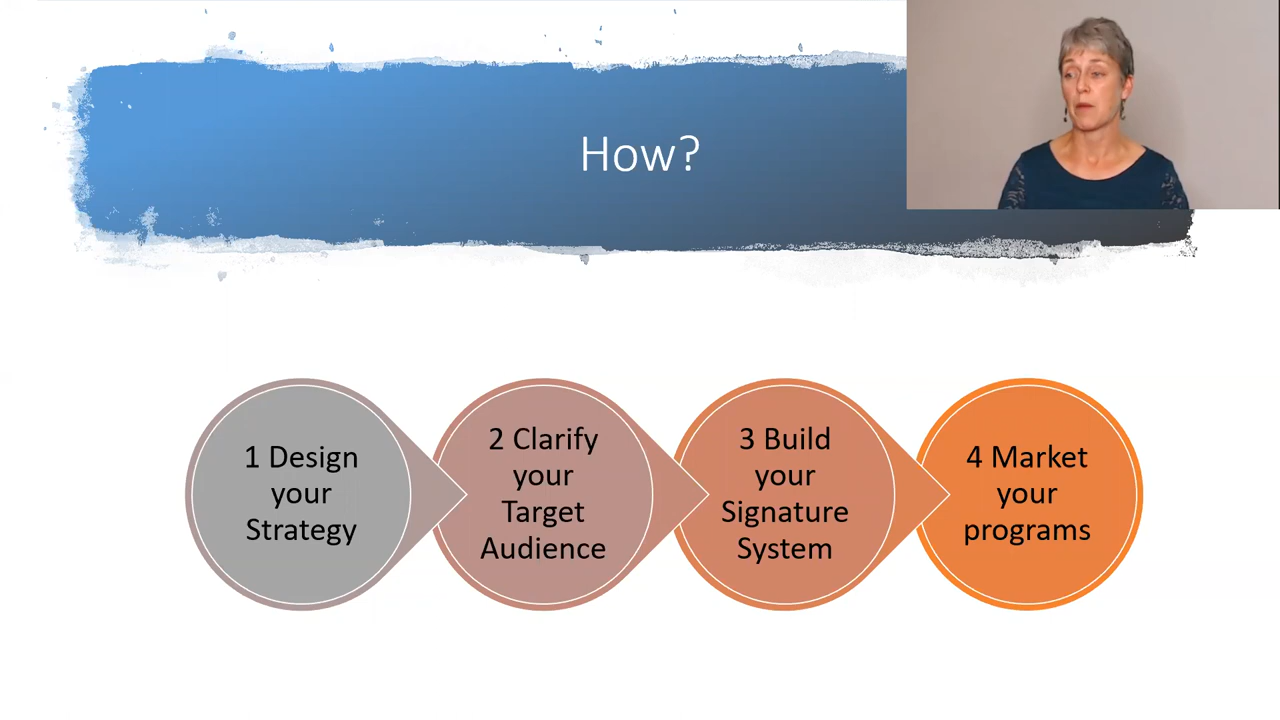 How?
1 Design
your
Strategy
2 Clarify
your
Target
Audience
3 Build
your
Signature
System
4 Market
your
programs